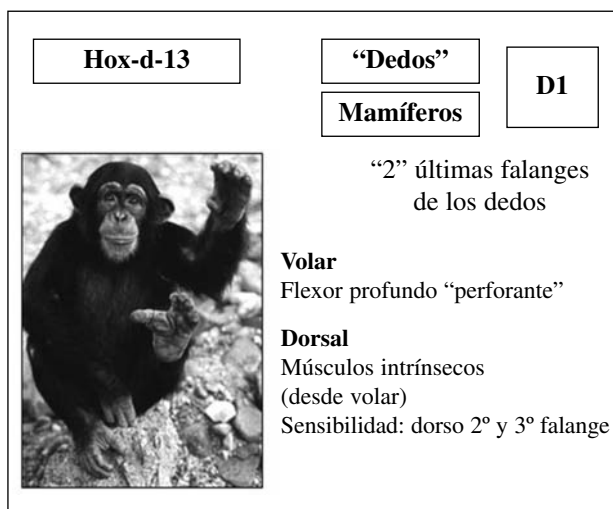 Hox-d-13
“Dedos”
Mamíferos
D1
“2” últimas falanges
de los dedos
Volar
Flexor profundo “perforante”
Dorsal
Músculos intrínsecos
(desde volar)
Sensibilidad: dorso 2º y 3º falange